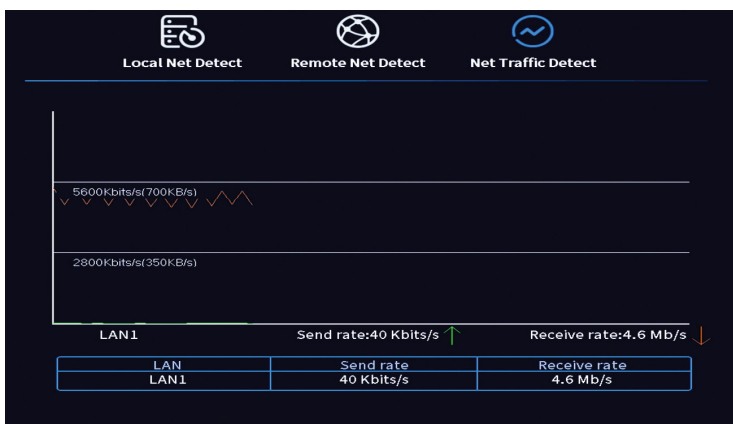 Local Net Detect Remote Net Detect Net Traffic Detect
5600Kbits/s(700KB/s)
2800Kbits/s(350KB/s)
LAN1 Send rate:40 Kbits/s Receive rate:4.6 Mb/s
LAN Send rate Receive rate
LAN1 40 Kbits/s 4.6 Mb/s